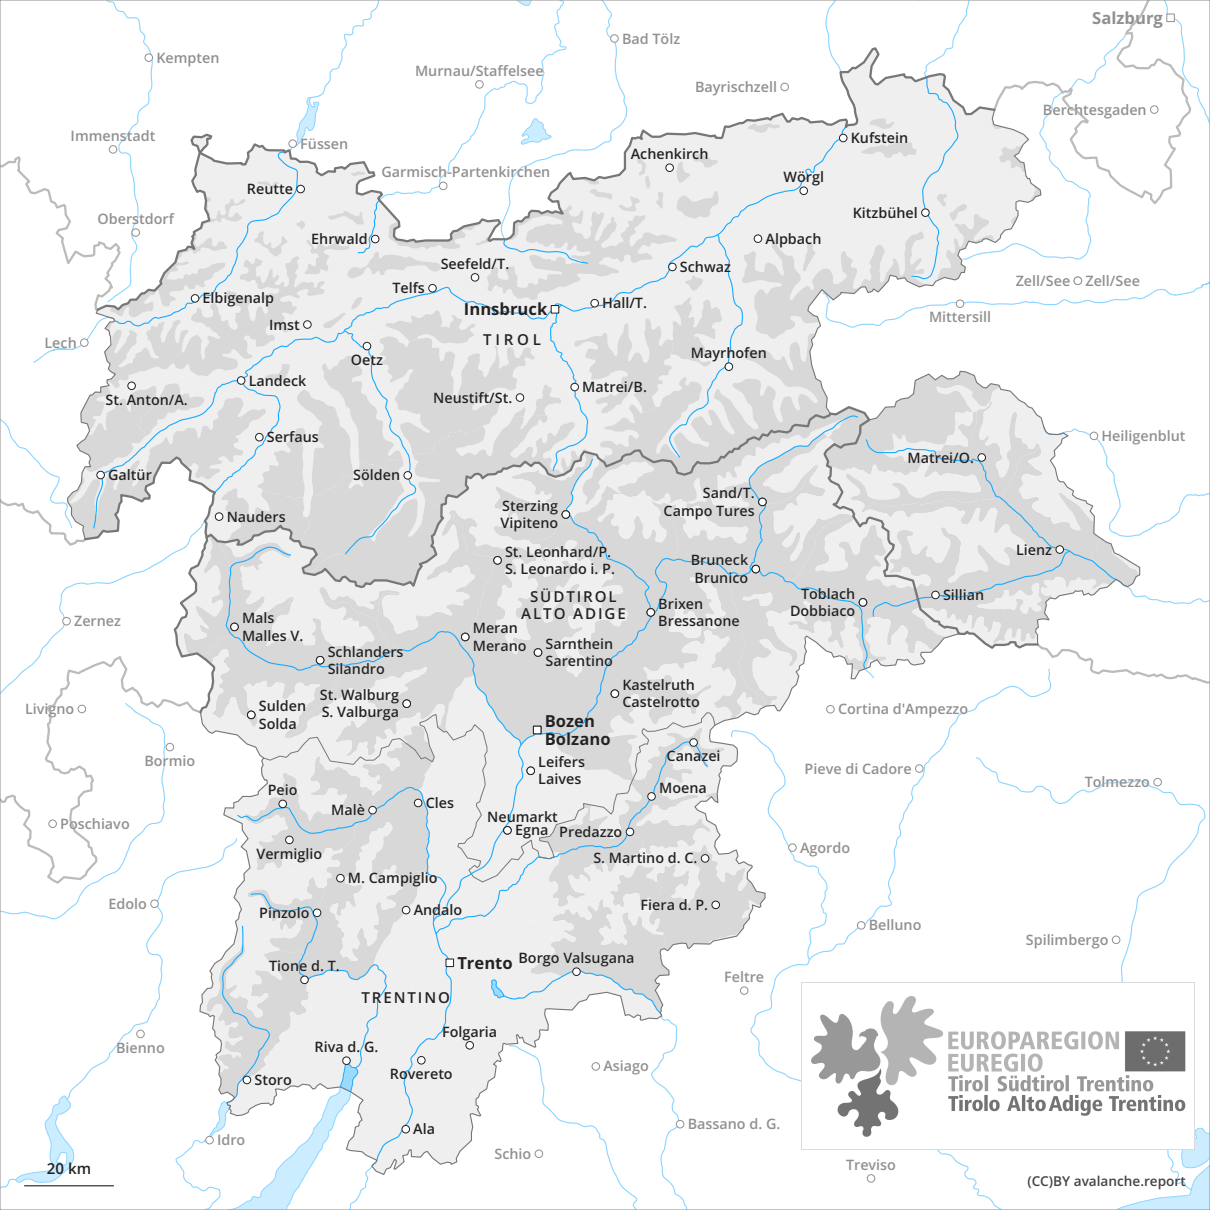 Salzburg
Bad Tölz
Kempten
Murnau/Staffelsee
Bayrischzell
Berchtesgaden
Immenstadt
Füssen
Kufstein
Achenkirch
Garmisch-Partenkirchen
Wörgl
Reutte
Kitzbühel
Oberstdorf
Ehrwald
Alpbach
Seefeld/T.
Schwaz
Zell/See
Zell/See
Telfs
Elbigenalp
Hall/T.
Innsbruck
Mittersill
Imst
TIROL
Lech
Mayrhofen
Oetz
Landeck
Matrei/B.
St. Anton/A.
Neustift/St.
Serfaus
Heiligenblut
Matrei/O.
Galtür
Sölden
Sand/T.
Campo Tures
Sterzing
Vipiteno
Nauders
Lienz
St. Leonhard/P.
S. Leonardo i. P.
Bruneck
Brunico
SÜDTIROL
ALTO ADIGE
Toblach
Dobbiaco
Sillian
Brixen
Bressanone
Zernez
Mals
Malles V.
Meran
Merano
Sarnthein
Sarentino
Schlanders
Silandro
Kastelruth
Castelrotto
St. Walburg
S. Valburga
Livigno
Sulden
Solda
Cortina d'Ampezzo
Bozen
Bolzano
Bormio
Canazei
Leifers
Laives
Pieve di Cadore
Tolmezzo
Peio
Moena
Cles
Malè
Poschiavo
Neumarkt
Egna
Predazzo
Vermiglio
Agordo
S. Martino d. C.
M. Campiglio
Edolo
Fiera d. P.
Pinzolo
Andalo
Belluno
Spilimbergo
Trento
Borgo Valsugana
Tione d. T.
Feltre
TRENTINO
Folgaria
Bienno
Riva d. G.
Rovereto
Asiago
Storo
EUROPAREGION
EUREGIO
Tirol Südtirol Trentino
Tirolo Alto Adige Trentino
Ala
Bassano d. G.
Idro
Schio
Treviso
20 km
(CC)BY avalanche.report